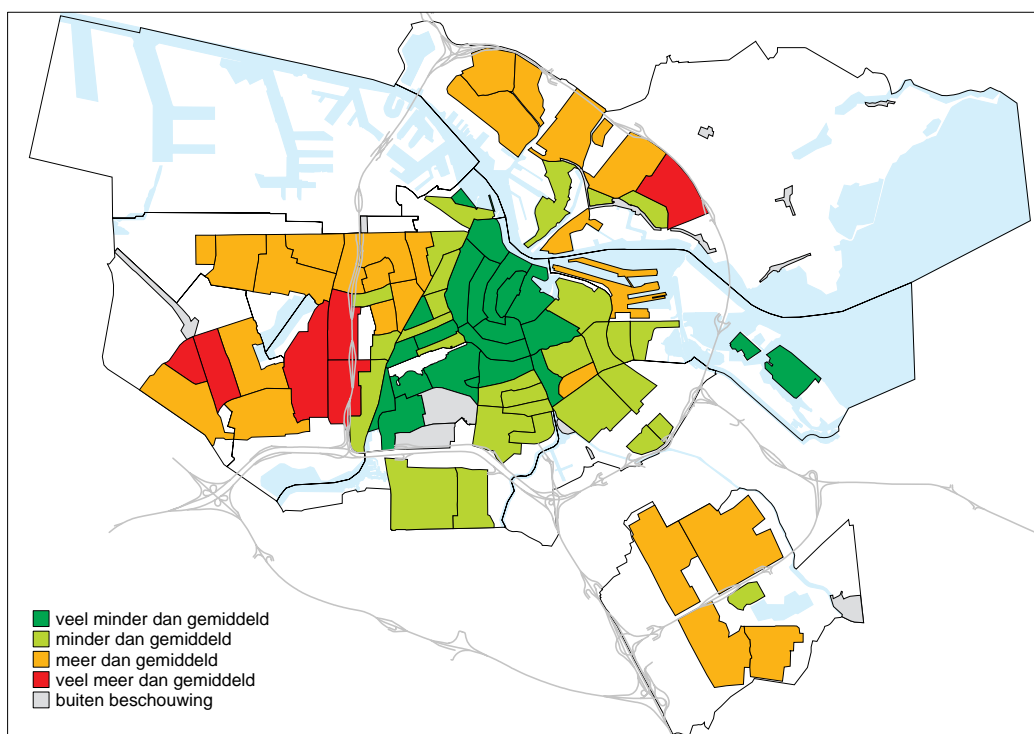 veel minder dan gemiddeld
minder dan gemiddeld
meer dan gemiddeld
veel meer dan gemiddeld
buiten beschouwing